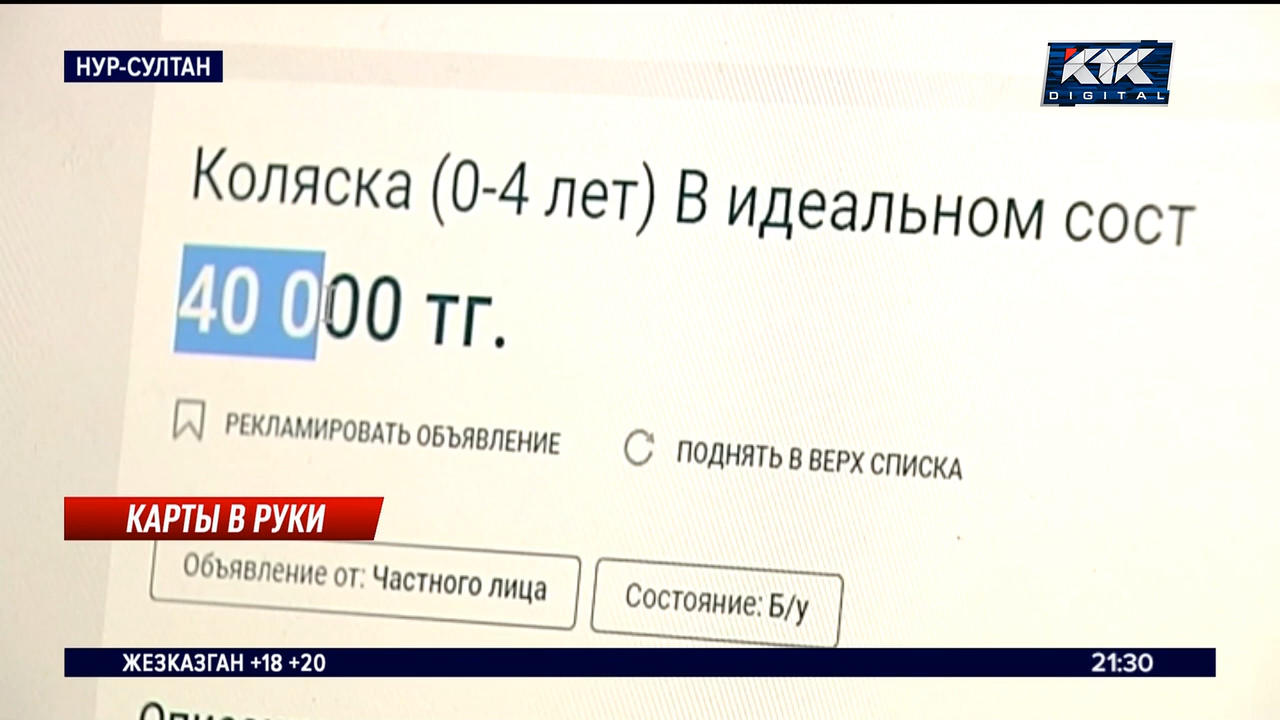 НУР-СУЛТАН
КТК
DIGITAL
Коляска (0-4 лет) В идеальном сост
40 000 тг.
РЕКЛАМИРОВАТЬ ОБЪЯВЛЕНИЕ
ПОДНЯТЬ В ВЕРХ СПИСКА
КАРТЫ В РУКИ
Объявление от: Частного лица
Состояние: Б/у
ЖЕЗКАЗГАН +18 +20
21:30